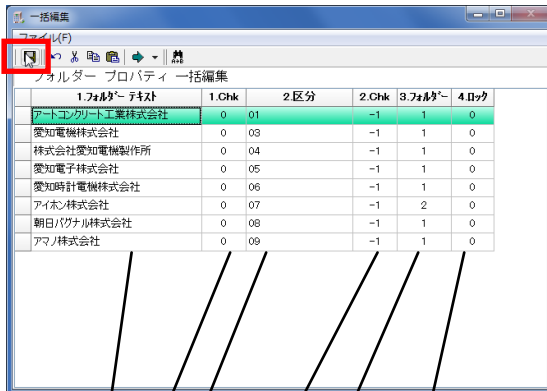 一括編集
ファイル(F)
フォルダー プロパティ 一括編集
1.フォルダー テキスト 1.Chk 2.区分 2.Chk 3.フォルダー 4.ロック
アートコンクリート工業株式会社 0 01 -1 1 0
愛知電機株式会社 0 03 -1 1 0
株式会社愛知電機製作所 0 04 -1 1 0
愛知電子株式会社 0 05 -1 1 0
愛知時計電機株式会社 0 06 -1 1 0
アイホン株式会社 0 07 -1 2 0
朝日パグナル株式会社 0 08 -1 1 0
アマノ株式会社 0 09 -1 1 0